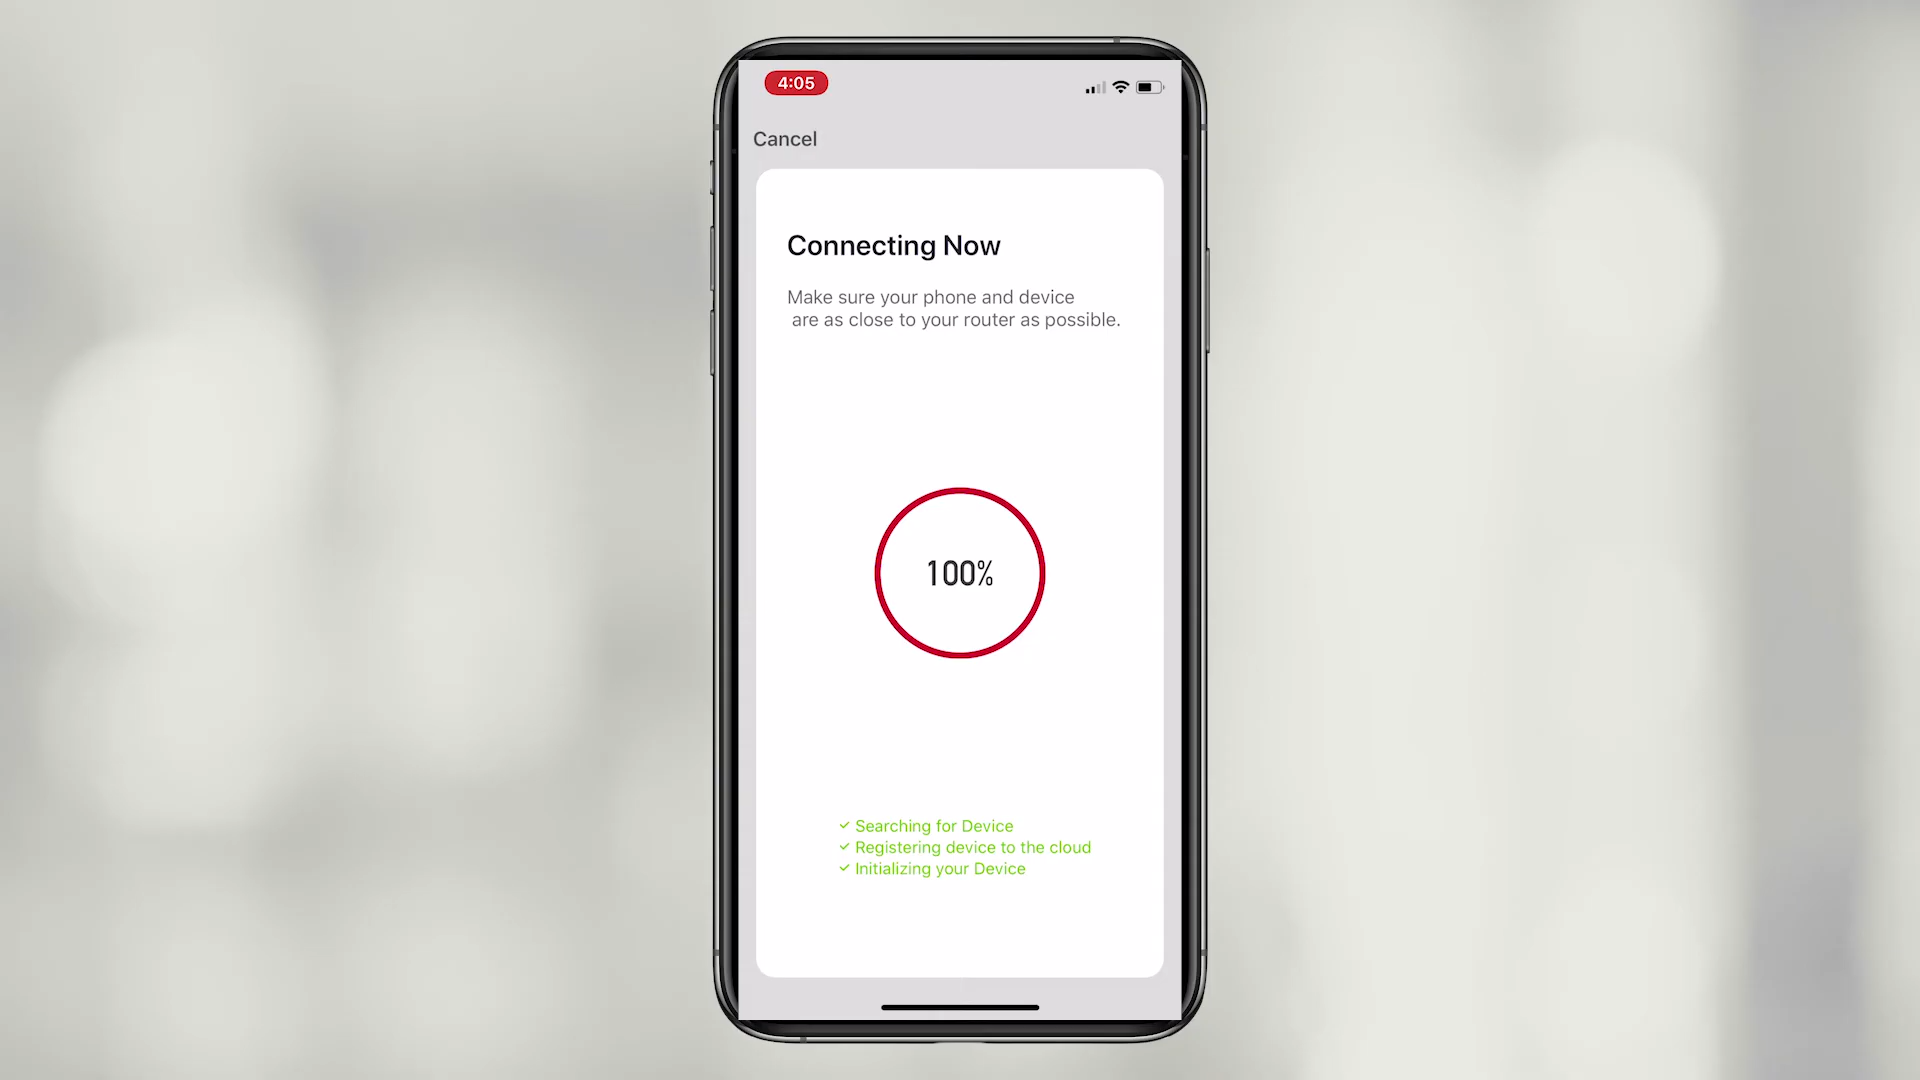 4:05
Cancel
Connecting Now
Make sure your phone and device
are as close to your router as possible.
100%
✓ Searching for Device
✓ Registering device to the cloud
✓ Initializing your Device